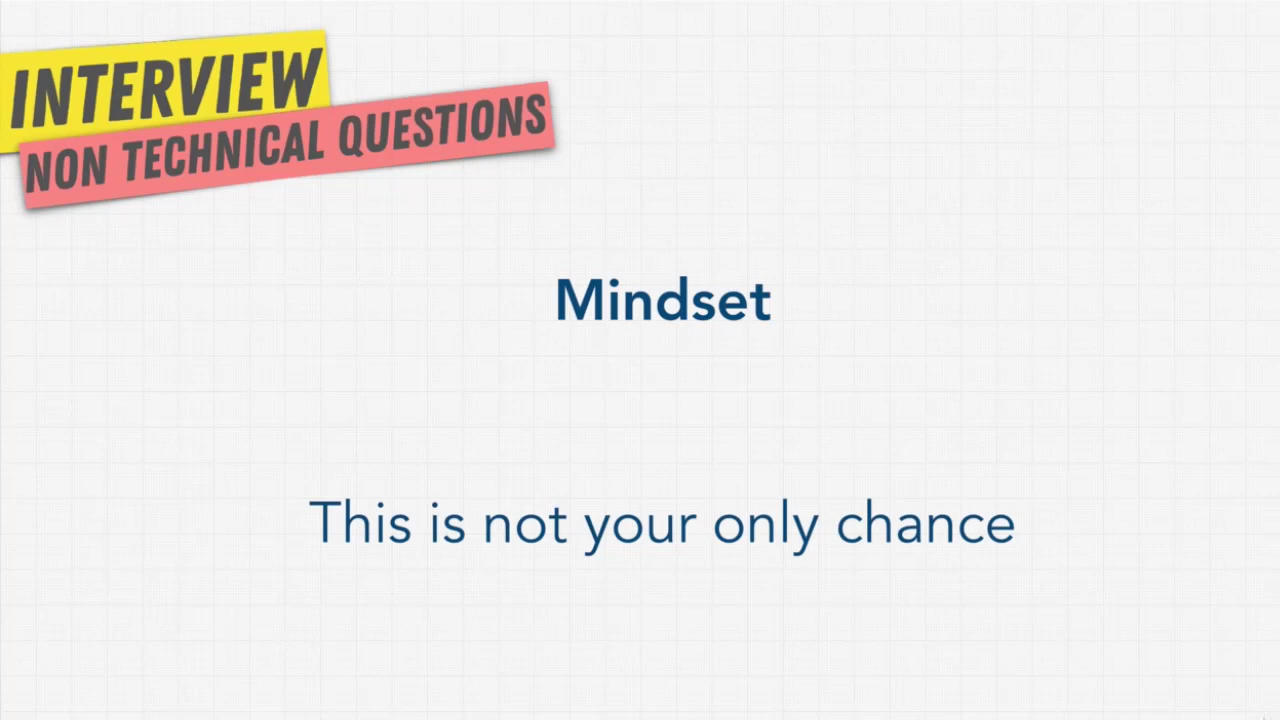 INTERVIEW
NON TECHNICAL QUESTIONS
Mindset
This is not your only chance